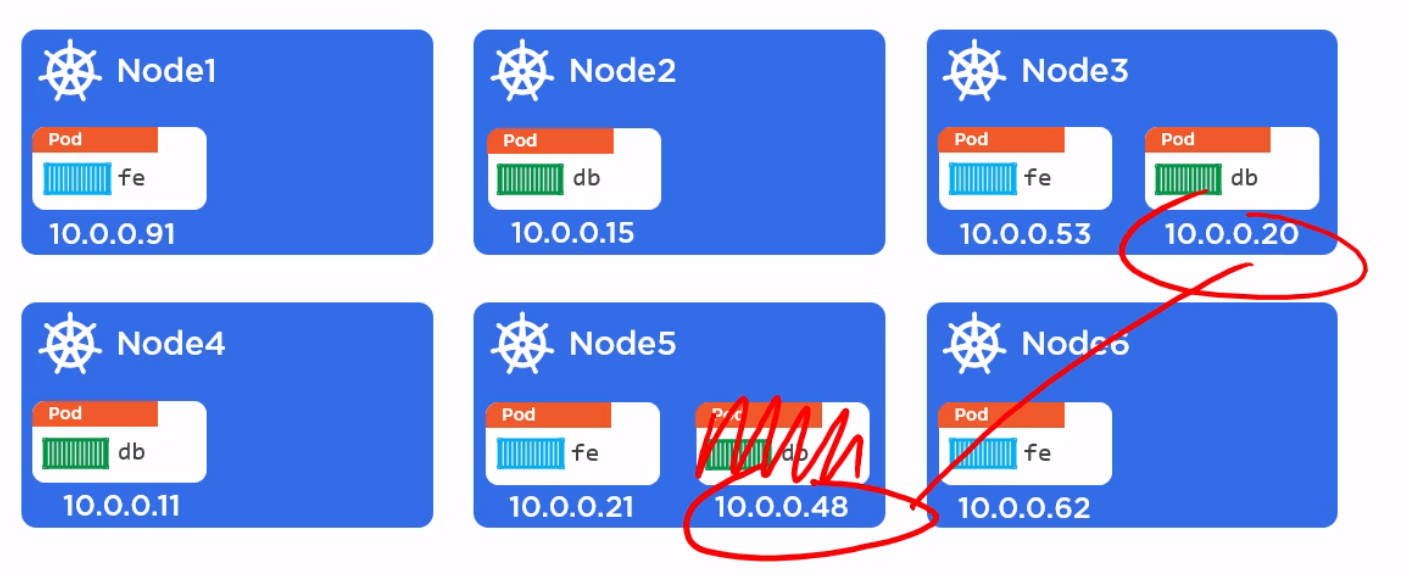 Node1
Pod
fe
10.0.0.91
Node2
Pod
db
10.0.0.15
Node3
Pod
fe
10.0.0.53
Pod
db
10.0.0.20
Node4
Pod
db
10.0.0.11
Node5
Pod
fe
10.0.0.21
Pod
db
10.0.0.48
Node6
Pod
fe
10.0.0.62